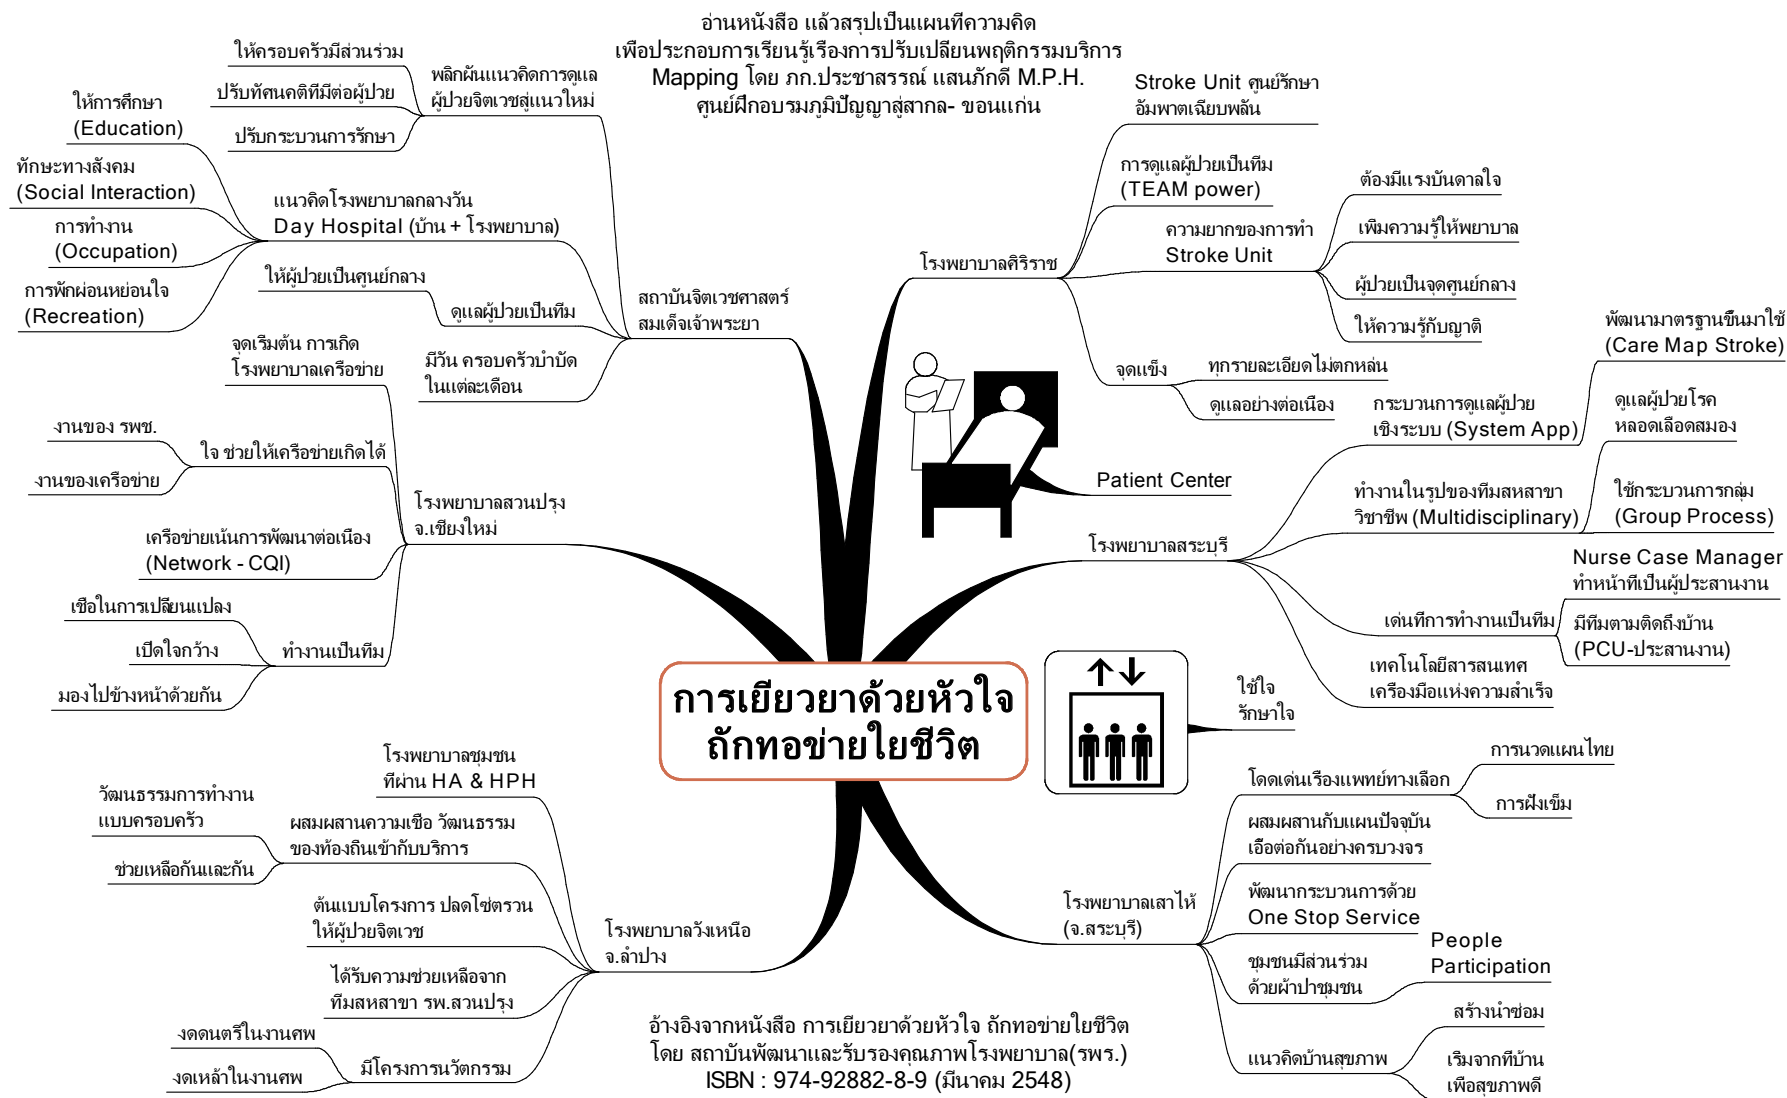 อ่านหนังสือ แล้วสรุปเป็นแผนที่ความคิด
เพื่อประกอบการเรียนรู้เรื่องการปรับเปลี่ยนพฤติกรรมบริการ
Mapping โดย ภก.ประชาสรรณ์ แสนภักดี M.P.H.
ศูนย์ฝึกอบรมภูมิปัญญาสู่สากล- ขอนแก่น
ให้ครอบครัวมีส่วนร่วม
ปรับทัศนคติที่มีต่อผู้ป่วย
ปรับกระบวนการรักษา
พลิกผันแนวคิดการดูแล
ผู้ป่วยจิตเวชสู่แนวใหม่
ให้การศึกษา
(Education)
ทักษะทางสังคม
(Social Interaction)
การทำงาน
(Occupation)
การพักผ่อนหย่อนใจ
(Recreation)
แนวคิดโรงพยาบาลกลางวัน
Day Hospital (บ้าน + โรงพยาบาล)
ให้ผู้ป่วยเป็นศูนย์กลาง
ดูแลผู้ป่วยเป็นทีม
มีวัน ครอบครัวบำบัด
ในแต่ละเดือน
สถาบันจิตเวชศาสตร์
สมเด็จเจ้าพระยา
จุดเริ่มต้น การเกิด
โรงพยาบาลเครือข่าย
งานของ รพช.
งานของเครือข่าย
ใจ ช่วยให้เครือข่ายเกิดได้
เครือข่ายเน้นการพัฒนาต่อเนื่อง
(Network - CQI)
เชื่อในการเปลี่ยนแปลง
เปิดใจกว้าง
มองไปข้างหน้าด้วยกัน
ทำงานเป็นทีม
โรงพยาบาลสวนปรุง
จ.เชียงใหม่
Stroke Unit ศูนย์รักษา
อัมพาตเฉียบพลัน
การดูแลผู้ป่วยเป็นทีม
(TEAM power)
ความยากของการทำ
Stroke Unit
ต้องมีแรงบันดาลใจ
เพิ่มความรู้ให้พยาบาล
ผู้ป่วยเป็นจุดศูนย์กลาง
ให้ความรู้กับญาติ
โรงพยาบาลศิริราช
จุดแข็ง
ทุกรายละเอียดไม่ตกหล่น
ดูแลอย่างต่อเนื่อง
Patient Center
พัฒนามาตรฐานขึ้นมาใช้
(Care Map Stroke)
กระบวนการดูแลผู้ป่วย
เชิงระบบ (System App)
ดูแลผู้ป่วยโรค
หลอดเลือดสมอง
ทำงานในรูปของทีมสหสาขา
วิชาชีพ (Multidisciplinary)
ใช้กระบวนการกลุ่ม
(Group Process)
โรงพยาบาลสระบุรี
Nurse Case Manager
ทำหน้าที่เป็นผู้ประสานงาน
เด่นที่การทำงานเป็นทีม
มีทีมตามติดถึงบ้าน
(PCU-ประสานงาน)
เทคโนโลยีสารสนเทศ
เครื่องมือแห่งความสำเร็จ
การเยียวยาด้วยหัวใจ
ถักทอข่ายใยชีวิต
ใช้ใจ
รักษาใจ
โรงพยาบาลชุมชน
ที่ผ่าน HA & HPH
วัฒนธรรมการทำงาน
แบบครอบครัว
ช่วยเหลือกันและกัน
ผสมผสานความเชื่อ วัฒนธรรม
ของท้องถิ่นเข้ากับบริการ
ต้นแบบโครงการ ปลดโซ่ตรวน
ให้ผู้ป่วยจิตเวช
ได้รับความช่วยเหลือจาก
ทีมสหสาขา รพ.สวนปรุง
งดดนตรีในงานศพ
งดเหล้าในงานศพ
มีโครงการนวัตกรรม
โรงพยาบาลวังเหนือ
จ.ลำปาง
การนวดแผนไทย
โดดเด่นเรื่องแพทย์ทางเลือก
การฝังเข็ม
ผสมผสานกับแผนปัจจุบัน
เอื้อต่อกันอย่างครบวงจร
พัฒนากระบวนการด้วย
One Stop Service
โรงพยาบาลเสาไห้
(จ.สระบุรี)
ชุมชนมีส่วนร่วม
ด้วยผ้าป่าชุมชน
People
Participation
สร้างนำซ่อม
แนวคิดบ้านสุขภาพ
เริ่มจากที่บ้าน
เพื่อสุขภาพดี
อ้างอิงจากหนังสือ การเยียวยาด้วยหัวใจ ถักทอข่ายใยชีวิต
โดย สถาบันพัฒนาและรับรองคุณภาพโรงพยาบาล(รพร.)
ISBN : 974-92882-8-9 (มีนาคม 2548)